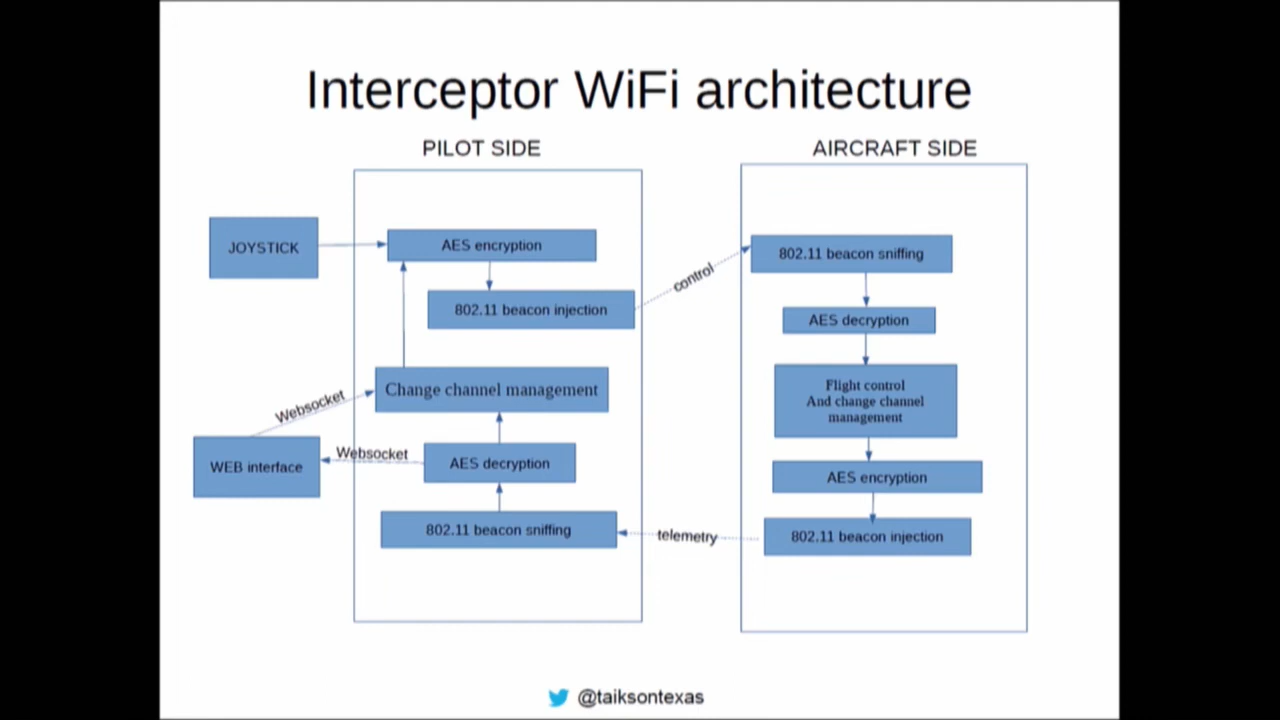 Interceptor WiFi architecture
PILOT SIDE
AIRCRAFT SIDE
JOYSTICK
AES encryption
802.11 beacon injection
Change channel management
AES decryption
802.11 beacon sniffing
WEB interface
Websocket
Websocket
control
telemetry
802.11 beacon sniffing
AES decryption
Flight control
And change channel
management
AES encryption
802.11 beacon injection
@taiksontexas